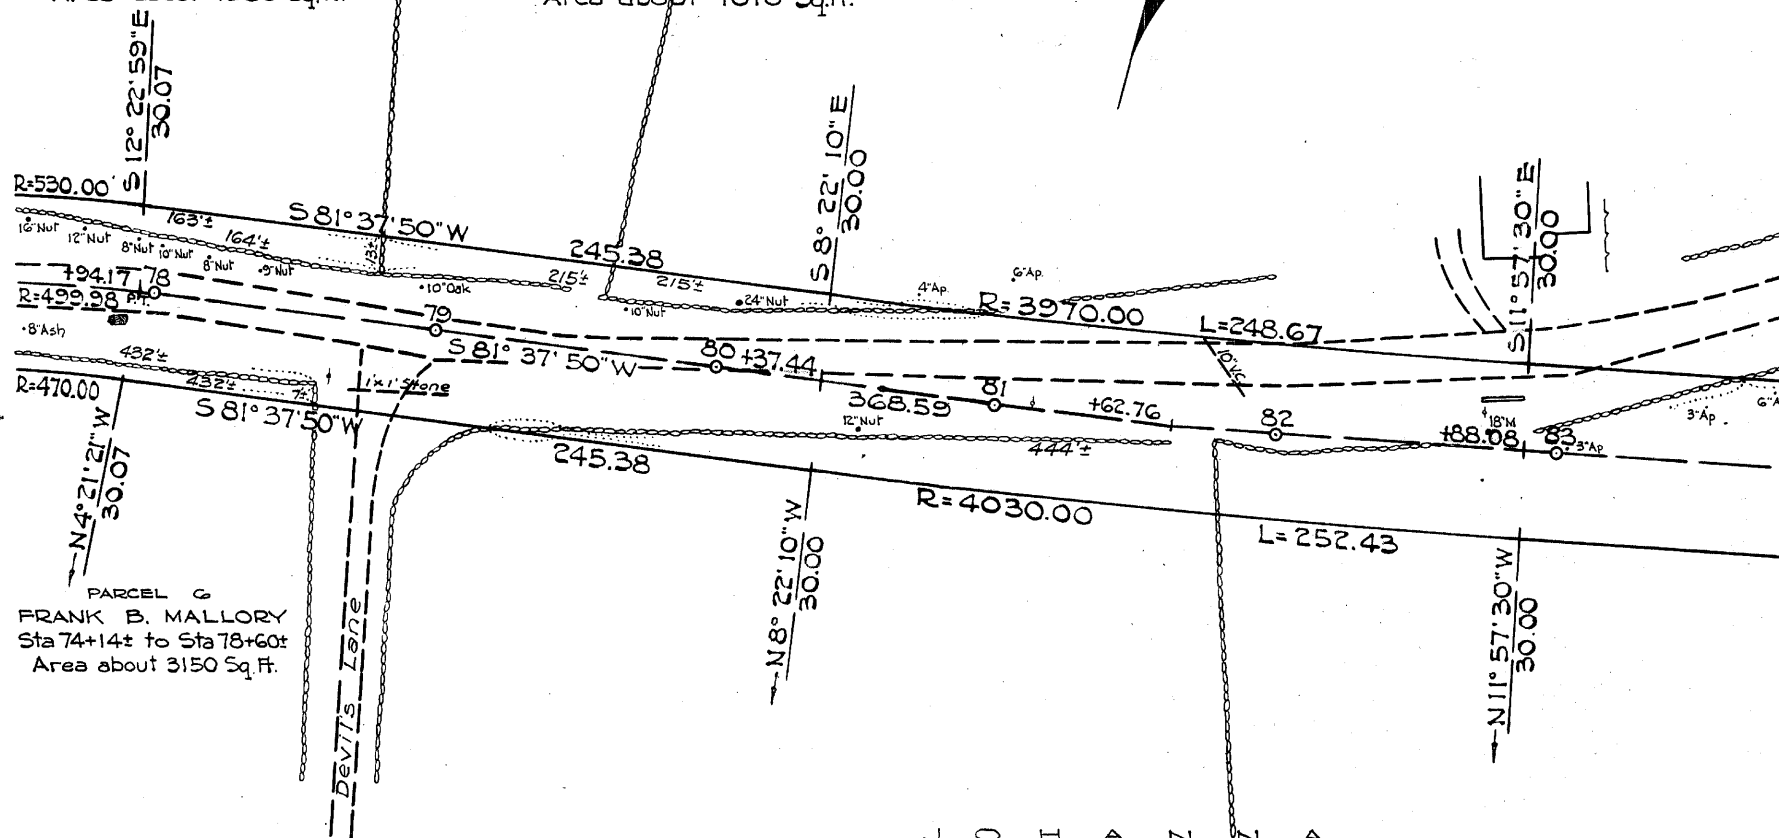 S 12° 22' 59" E
30.07
R=530.00'
163'±
S 81° 37' 50" W
164'±
13'±
245.38
215'±
215'±
S 8° 22' 10" E
30.00
6"Ap.
4"Ap.
R=3970.00
L=248.67
10" V.C.
S 11° 57' 30" E
30.00
16"Nut
12"Nut
8"Nut
10"Nut
8"Nut
9"Nut
10"Oak
10"Nut
24"Nut
+94.17
78
R=499.98
8"Ash
79
S 81° 37' 50" W
80
+37.44
368.59
81
+62.76
82
+88.08
83
18"M
3"Ap
3"Ap.
432'±
432'±
7'±
1'x1' Stone
12"Nut
444'±
R=470.00
S 81° 37' 50" W
245.38
R=4030.00
L=252.43
N 4° 21' 21" W
30.07
N 8° 22' 10" W
30.00
N 11° 57' 30" W
30.00
PARCEL 6
FRANK B. MALLORY
Sta 74+14± to Sta 78+60±
Area about 3150 Sq.Ft.
Devil's Lane